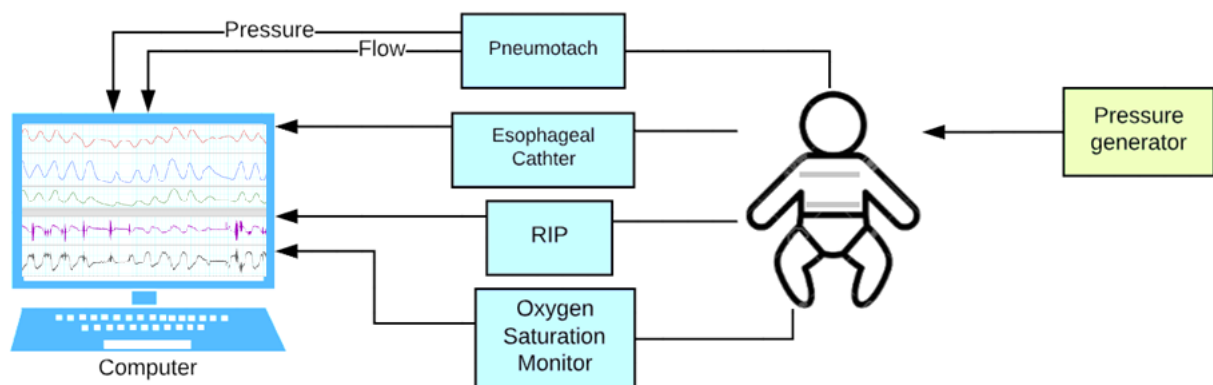 Pressure
Flow
Pneumotach
Esophageal
Cathter
RIP
Oxygen
Saturation
Monitor
Pressure
generator
Computer